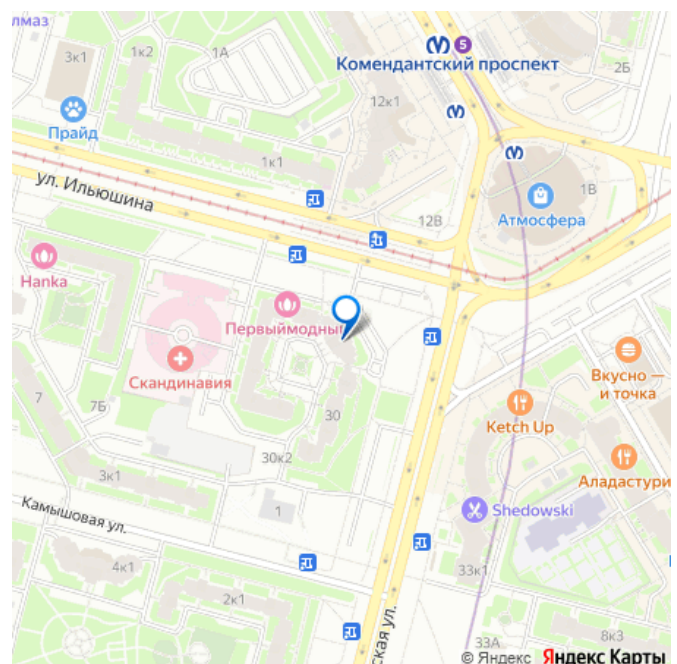 лмаз
3к1
1к2
1А
5
Комендантский проспект
2Б
Прайд
12к1
1к1
ул. Ильюшина
12В
1В
Атмосфера
Hanka
Первыймодный
Скандинавия
Вкусно —
и точка
7
7Б
30
Ketch Up
30к2
Аладастури
3к1
1
Shedowski
Камышовая ул.
4к1
33к1
2к1
ская ул.
33А
8к3
© Яндекс Яндекс Карты